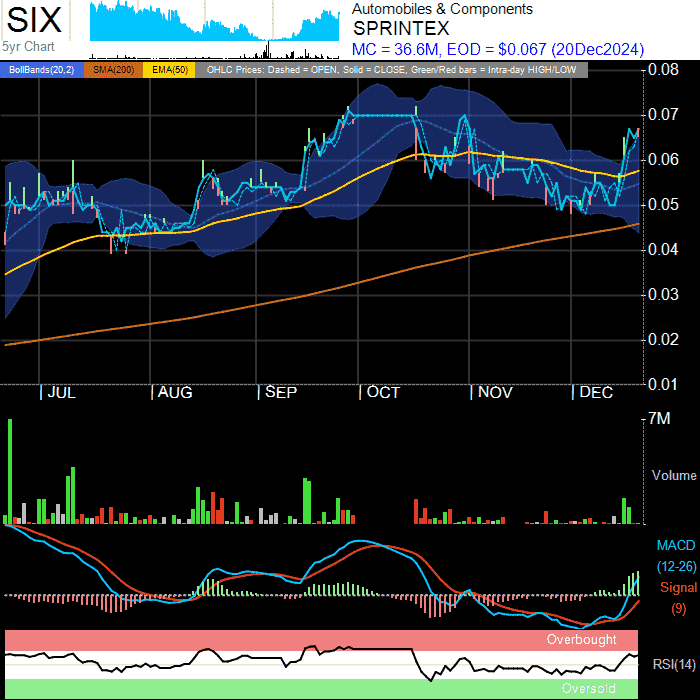 SIX
5yr Chart
Automobiles & Components
SPRINTEX
MC = 36.6M, EOD = $0.067 (20Dec2024)
BollBands(20,2) SMA(200) EMA(50) OHLC Prices: Dashed = OPEN, Solid = CLOSE, Green/Red bars = Intra-day HIGH/LOW
0.08
0.07
0.06
0.05
0.04
0.03
0.02
0.01
JUL AUG SEP OCT NOV DEC
7M
Volume
MACD
(12-26)
Signal
(9)
Overbought
RSI(14)
Oversold